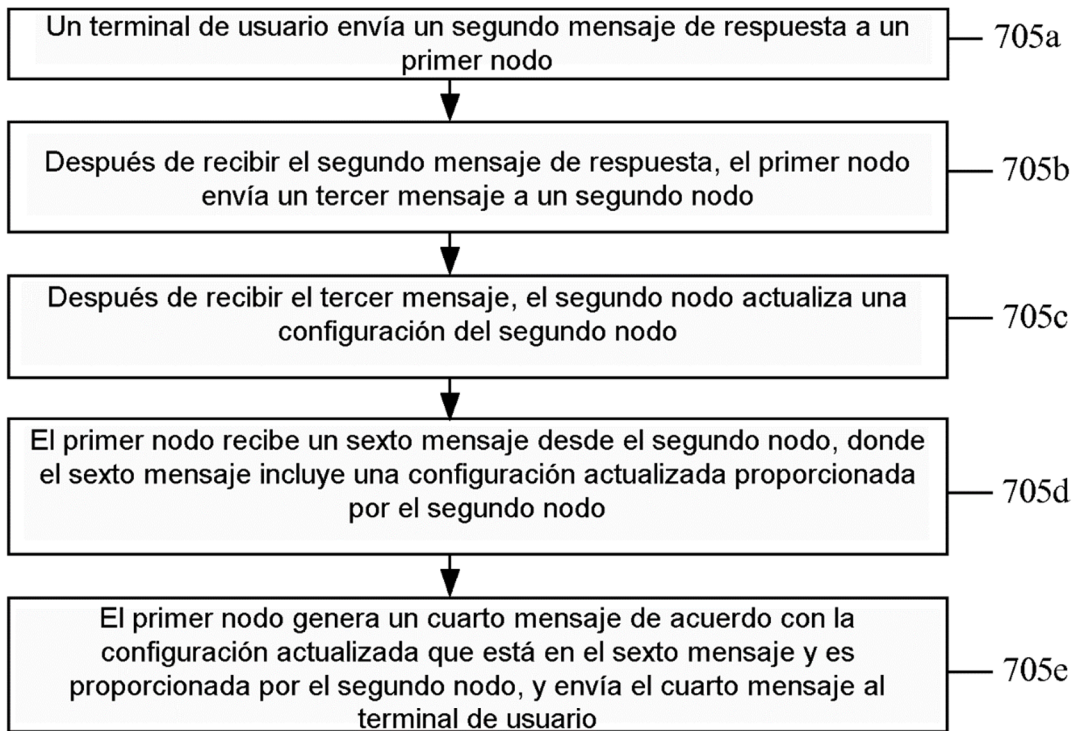 Un terminal de usuario envía un segundo mensaje de respuesta a un
primer nodo
705a
Después de recibir el segundo mensaje de respuesta, el primer nodo
envía un tercer mensaje a un segundo nodo
705b
Después de recibir el tercer mensaje, el segundo nodo actualiza una
configuración del segundo nodo
705c
El primer nodo recibe un sexto mensaje desde el segundo nodo, donde
el sexto mensaje incluye una configuración actualizada proporcionada
por el segundo nodo
705d
El primer nodo genera un cuarto mensaje de acuerdo con la
configuración actualizada que está en el sexto mensaje y es
proporcionada por el segundo nodo, y envía el cuarto mensaje al
terminal de usuario
705e